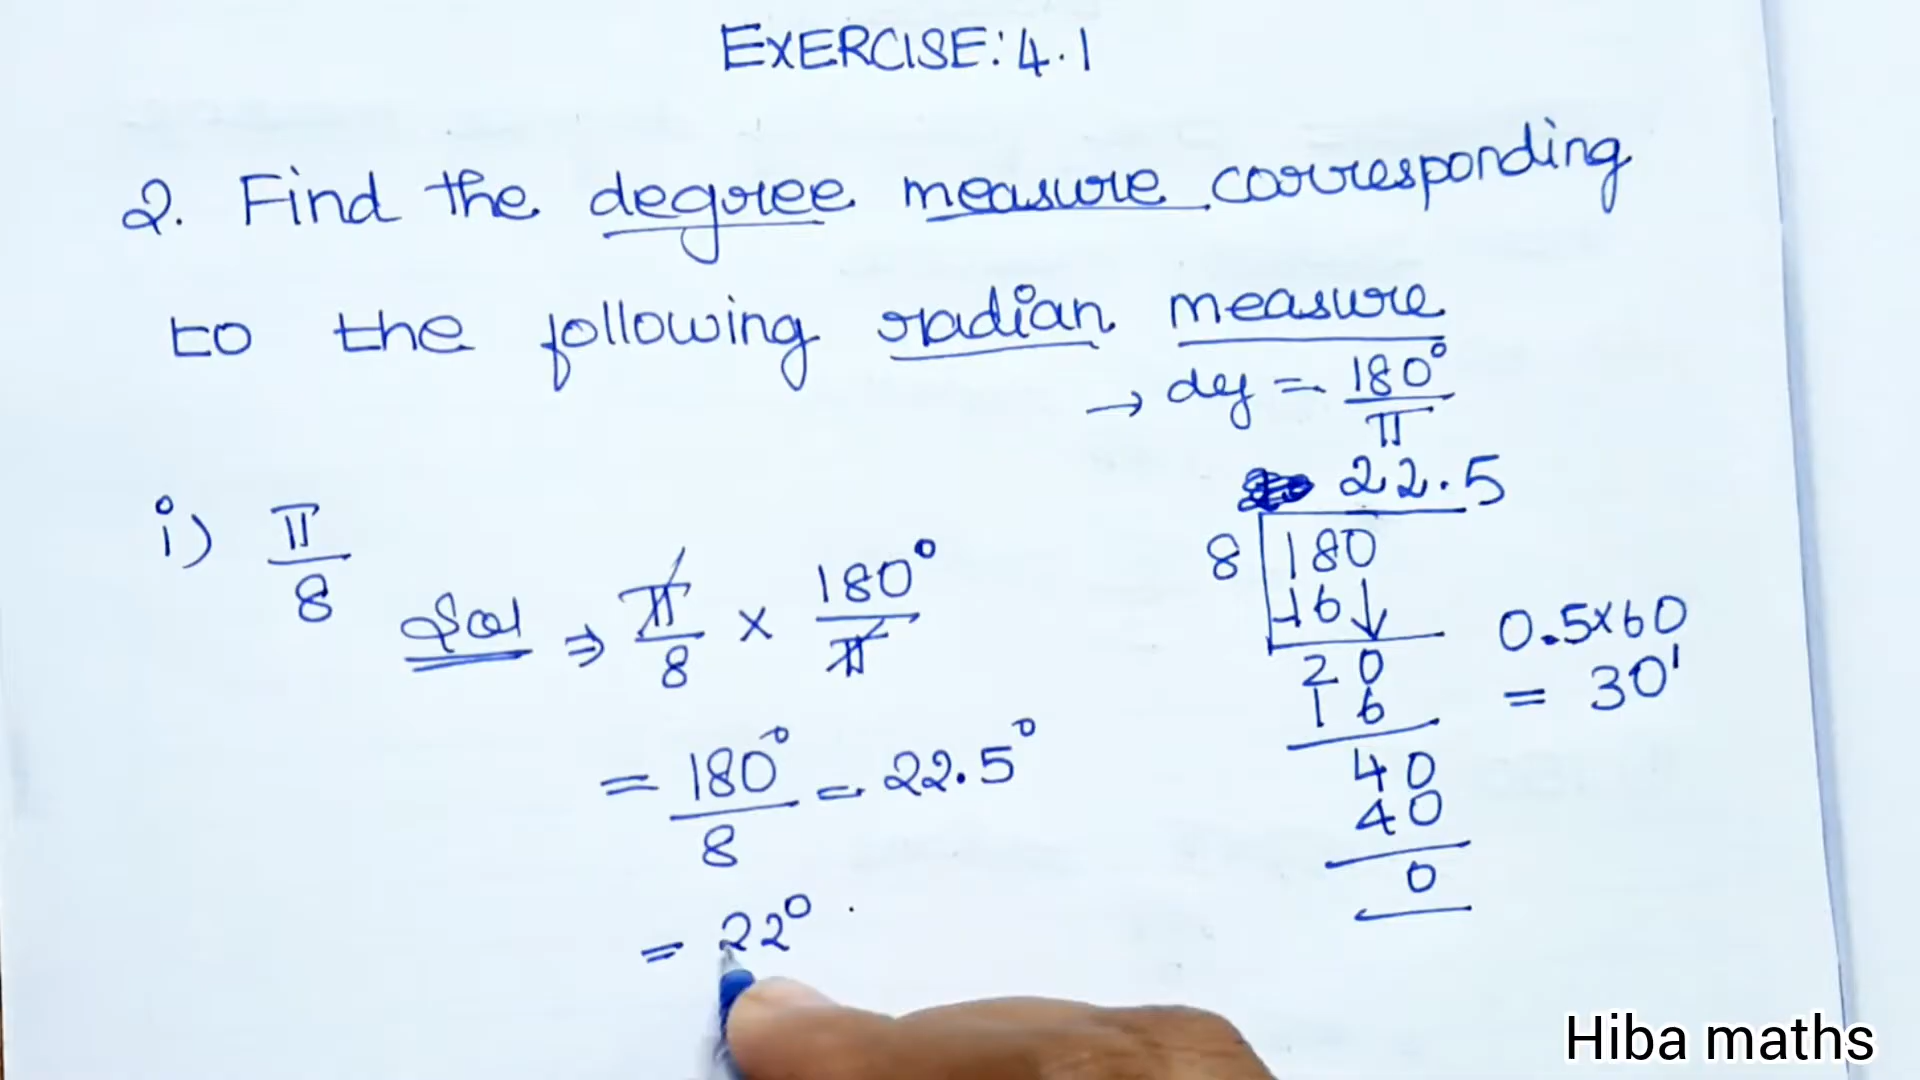 EXERCISE: 4.1
2. Find the degree measure corresponding
to the following radian measure
→ deg = 180°/π
i) π/8
Sol ⇒ π/8 × 180°/π
= 180°/8 = 22.5°
= 22°
22.5
8 | 180
16↓
20
16
40
40
0
0.5×60
= 30'
Hiba maths